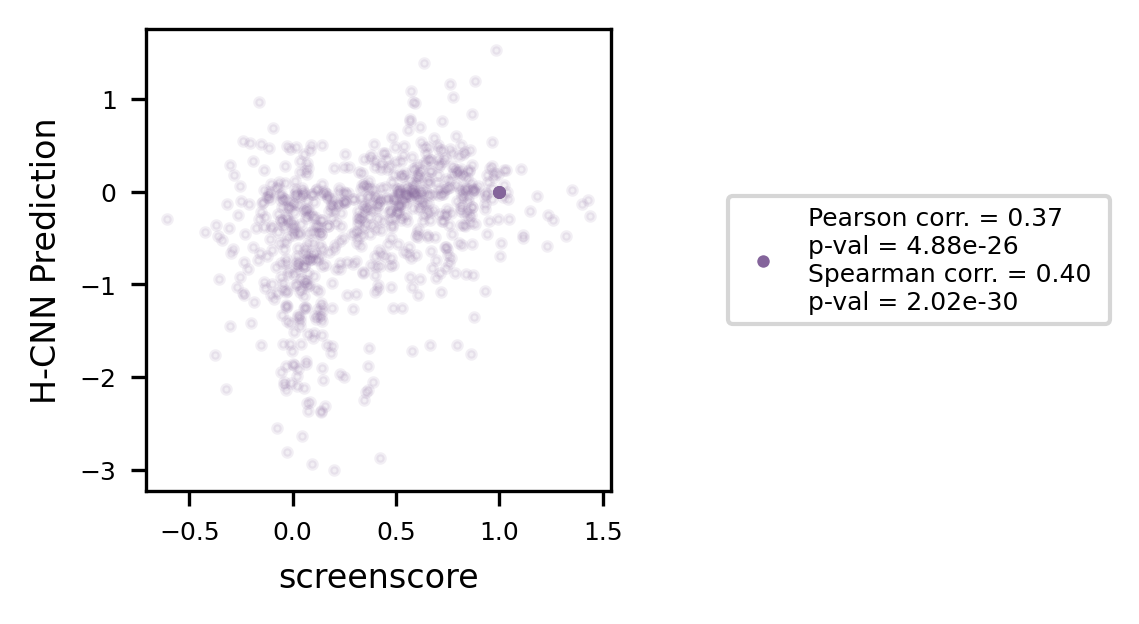 H-CNN Prediction
1
0
−1
−2
−3
−0.5 0.0 0.5 1.0 1.5
screenscore
Pearson corr. = 0.37
p-val = 4.88e-26
Spearman corr. = 0.40
p-val = 2.02e-30